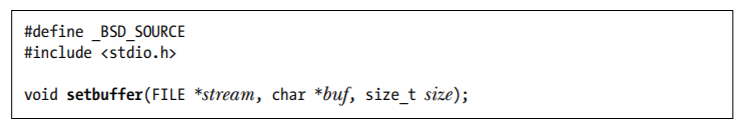 #define _BSD_SOURCE
#include <stdio.h>
void setbuffer(FILE *stream, char *buf, size_t size);